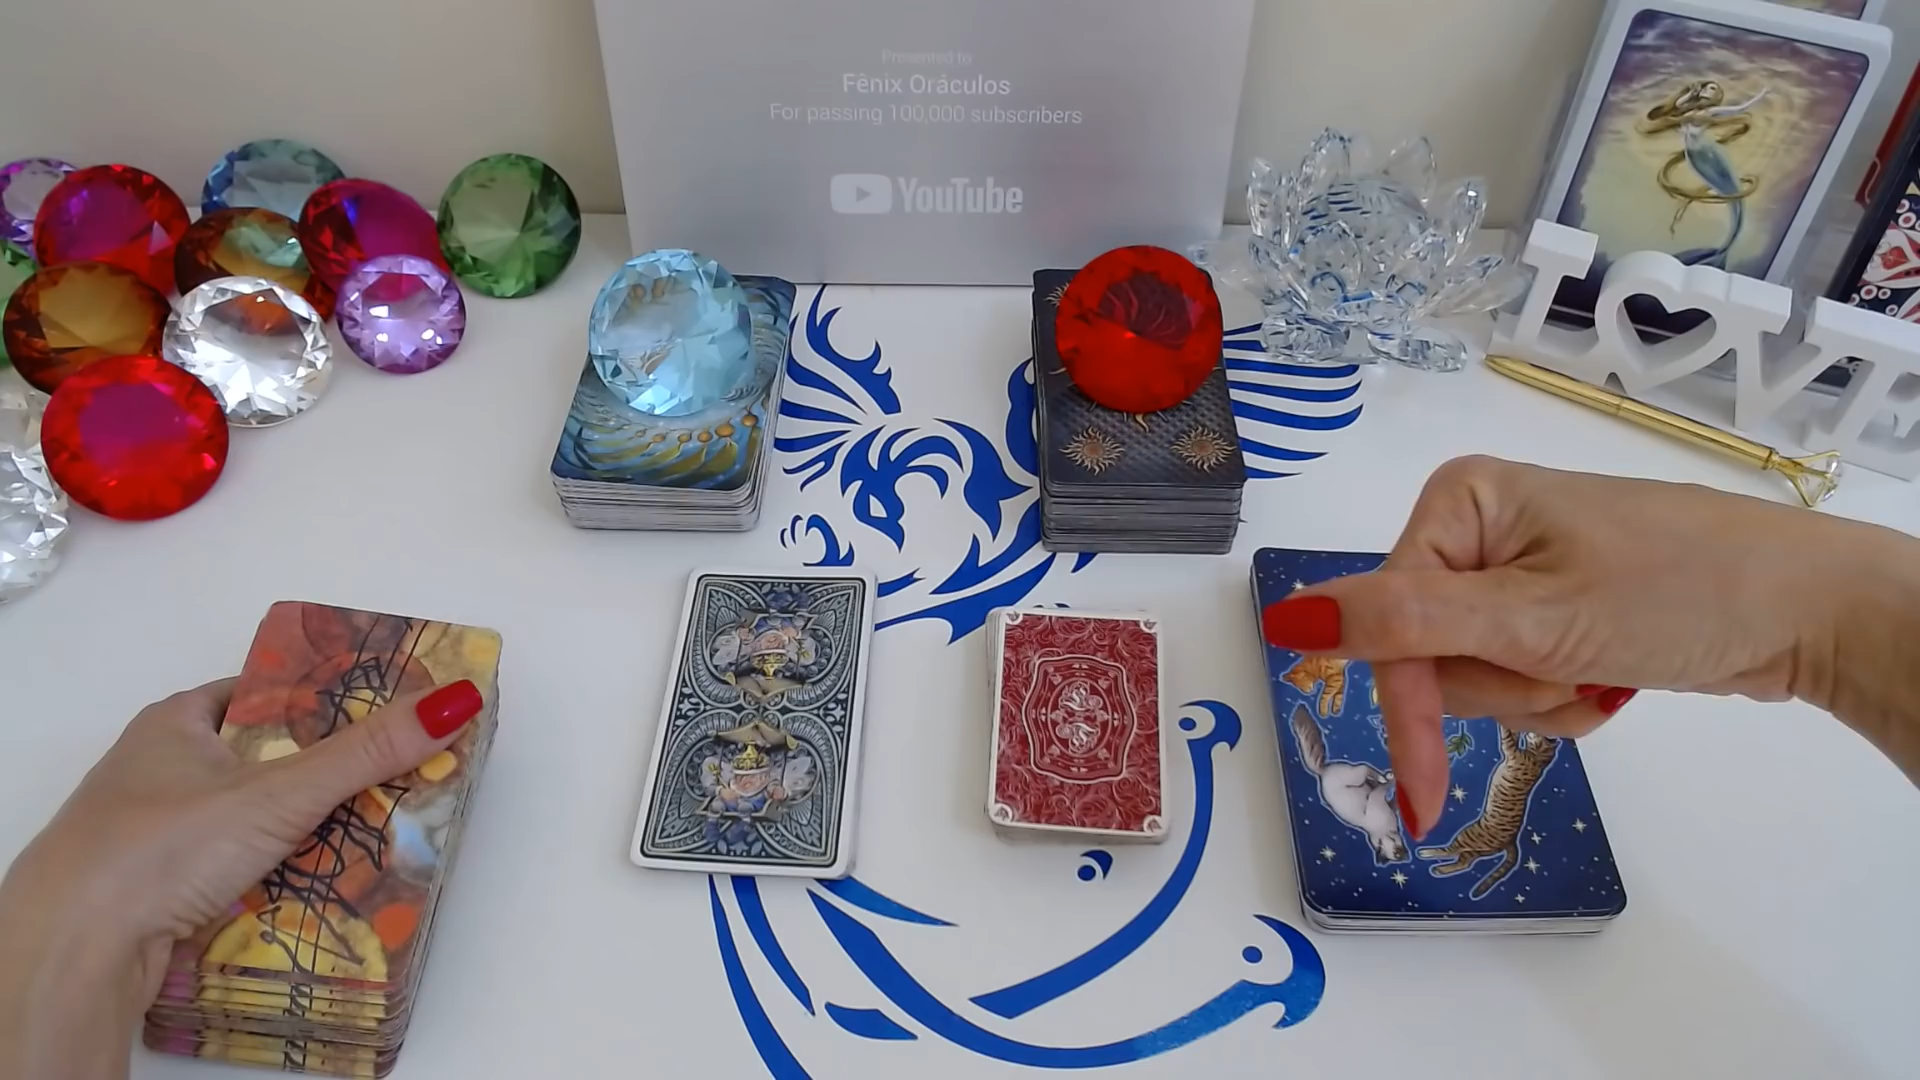 Presented to
Fênix Oráculos
For passing 100,000 subscribers
YouTube
LOVE